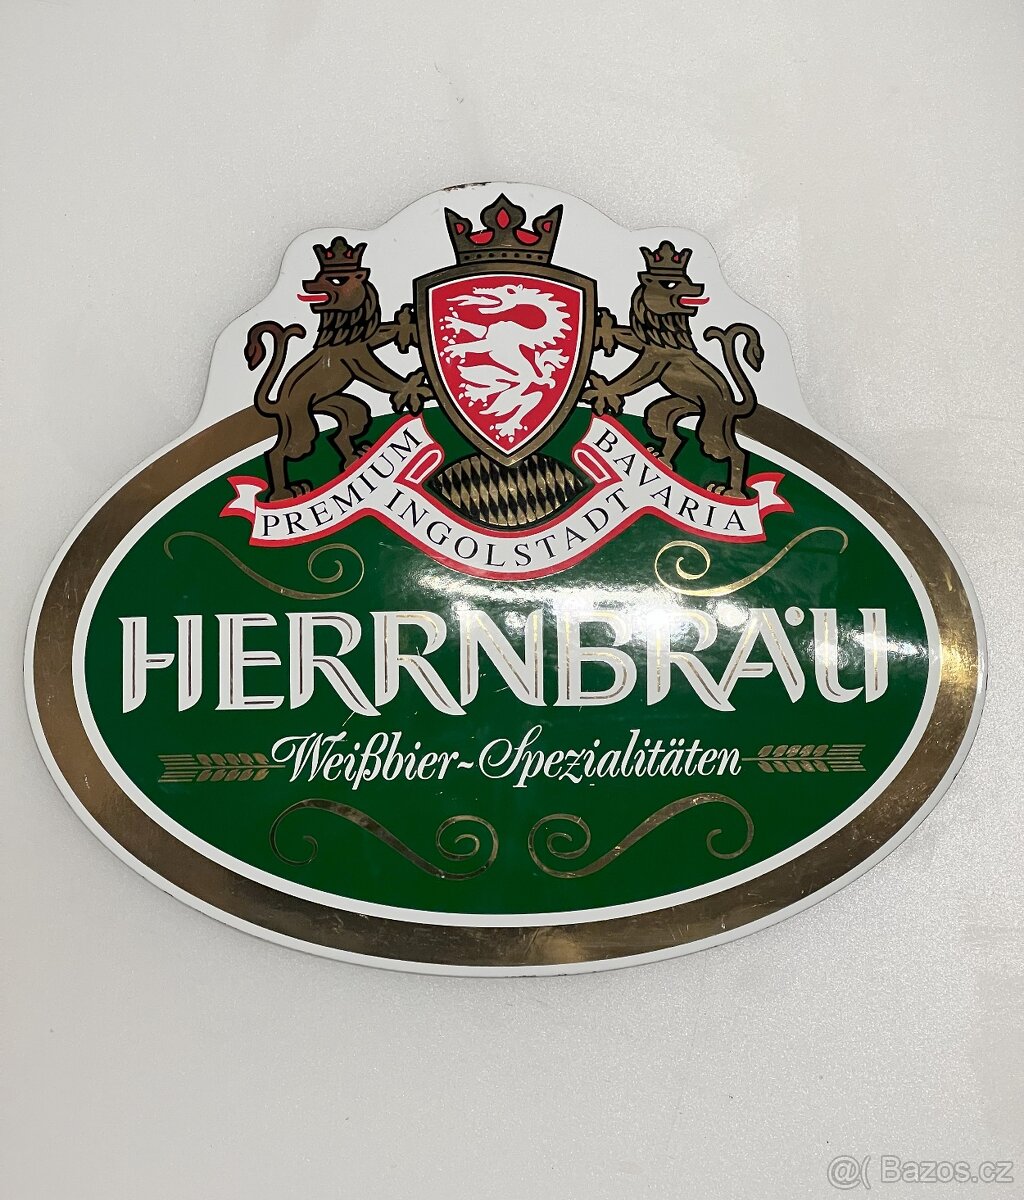 PREMIUM INGOLSTADT BAVARIA
HERRNBRÄU
Weißbier-Spezialitäten
@( Bazos.cz